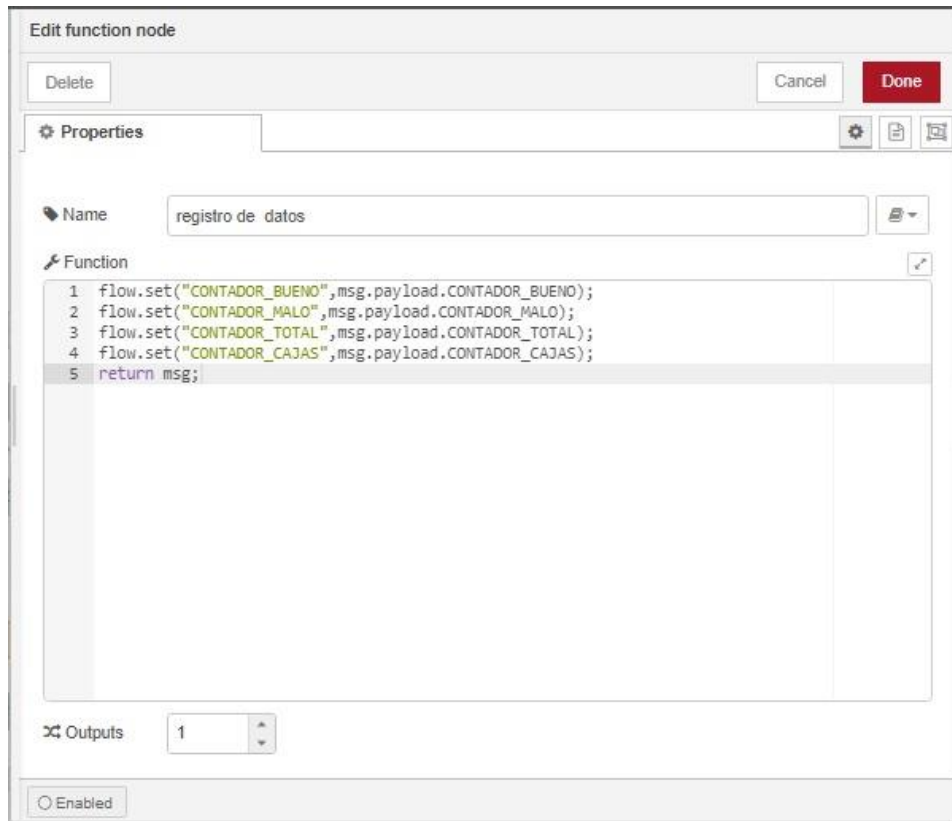 Edit function node
Delete
Cancel
Done
Properties
Name
registro de  datos
Function
1 flow.set("CONTADOR_BUENO",msg.payload.CONTADOR_BUENO);
2 flow.set("CONTADOR_MALO",msg.payload.CONTADOR_MALO);
3 flow.set("CONTADOR_TOTAL",msg.payload.CONTADOR_TOTAL);
4 flow.set("CONTADOR_CAJAS",msg.payload.CONTADOR_CAJAS);
5 return msg;
Outputs
1
Enabled